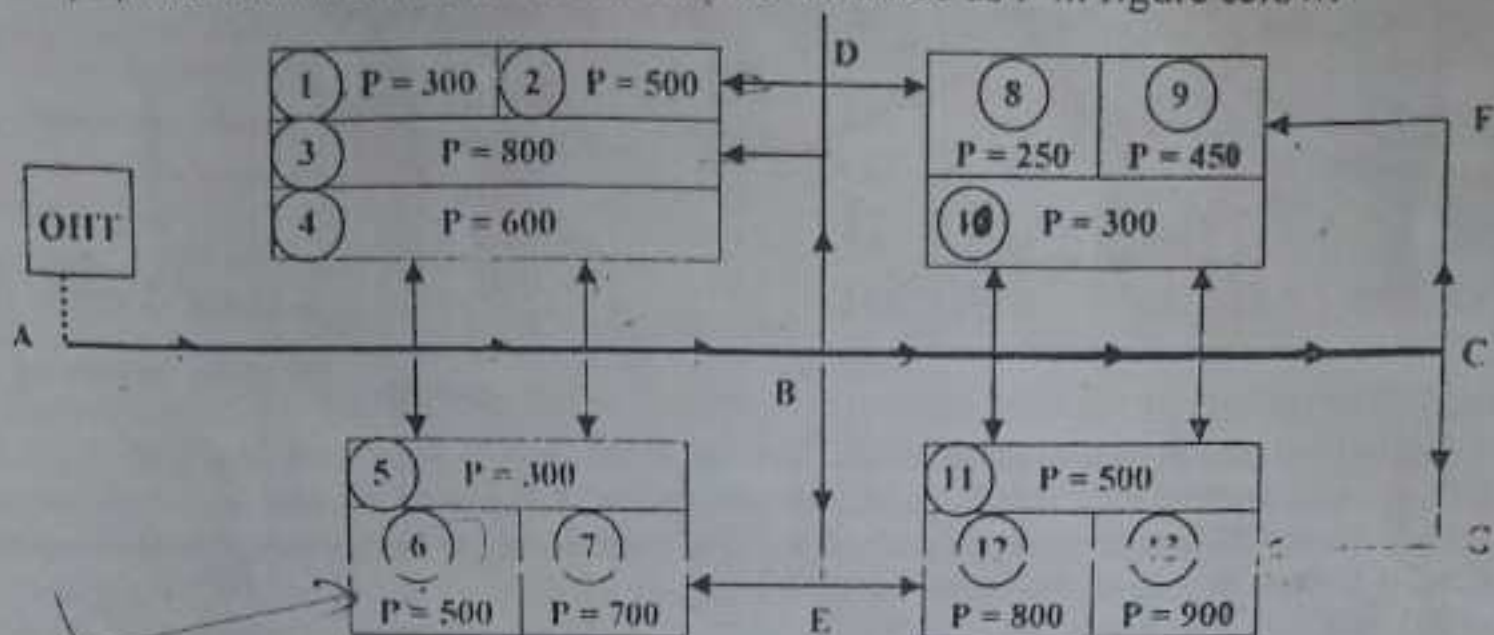 D
1 P = 300 2 P = 500
8 9
F
3 P = 800
P = 250 P = 450
OHT
4 P = 600
10 P = 300
A
C
B
5 P = 300
11 P = 500
6 7
P = 500 P = 700
E
P = 800 P = 900